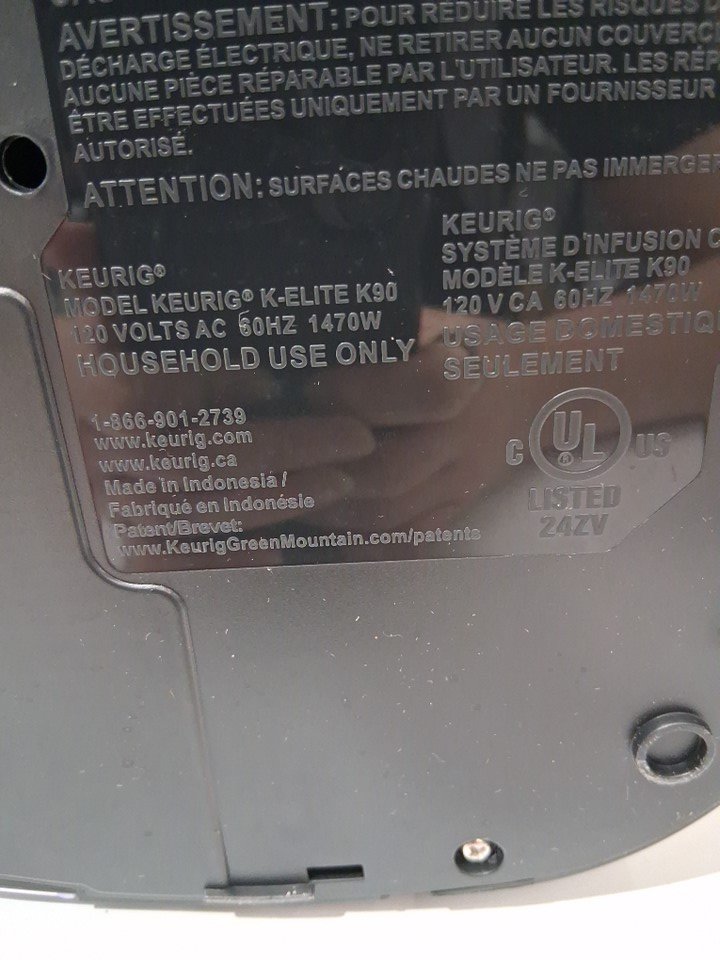 AVERTISSEMENT: POUR RÉDUIRE LES RISQUES D
DÉCHARGE ÉLECTRIQUE, NE RETIRER AUCUN COUVERC
AUCUNE PIÈCE RÉPARABLE PAR L'UTILISATEUR. LES RÉP
ÊTRE EFFECTUÉES UNIQUEMENT PAR UN FOURNISSEUR
AUTORISÉ.
ATTENTION: SURFACES CHAUDES NE PAS IMMERGER
KEURIG®
MODEL KEURIG® K-ELITE K90
120 VOLTS AC 60HZ 1470W
HOUSEHOLD USE ONLY
KEURIG®
SYSTÈME D'INFUSION C
MODÈLE K-ELITE K90
120 V CA 60HZ 1470W
USAGE DOMESTIQ
SEULEMENT
1-866-901-2739
www.keurig.com
www.keurig.ca
Made in Indonesia /
Fabriqué en Indonésie
Patent/Brevet:
www.KeurigGreenMountain.com/patents
C UL US
LISTED
24ZV